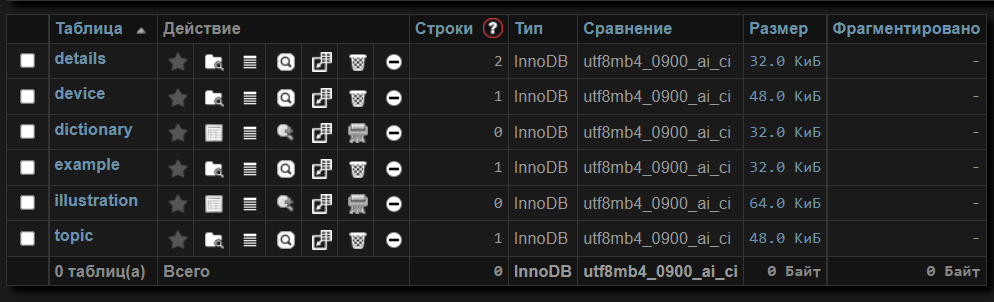 Таблица Действие Строки ? Тип Сравнение Размер Фрагментировано
details 2 InnoDB utf8mb4_0900_ai_ci 32.0 КиБ -
device 1 InnoDB utf8mb4_0900_ai_ci 48.0 КиБ -
dictionary 0 InnoDB utf8mb4_0900_ai_ci 32.0 КиБ -
example 1 InnoDB utf8mb4_0900_ai_ci 32.0 КиБ -
illustration 0 InnoDB utf8mb4_0900_ai_ci 64.0 КиБ -
topic 1 InnoDB utf8mb4_0900_ai_ci 48.0 КиБ -
0 таблиц(а) Всего 0 InnoDB utf8mb4_0900_ai_ci 0 Байт 0 Байт